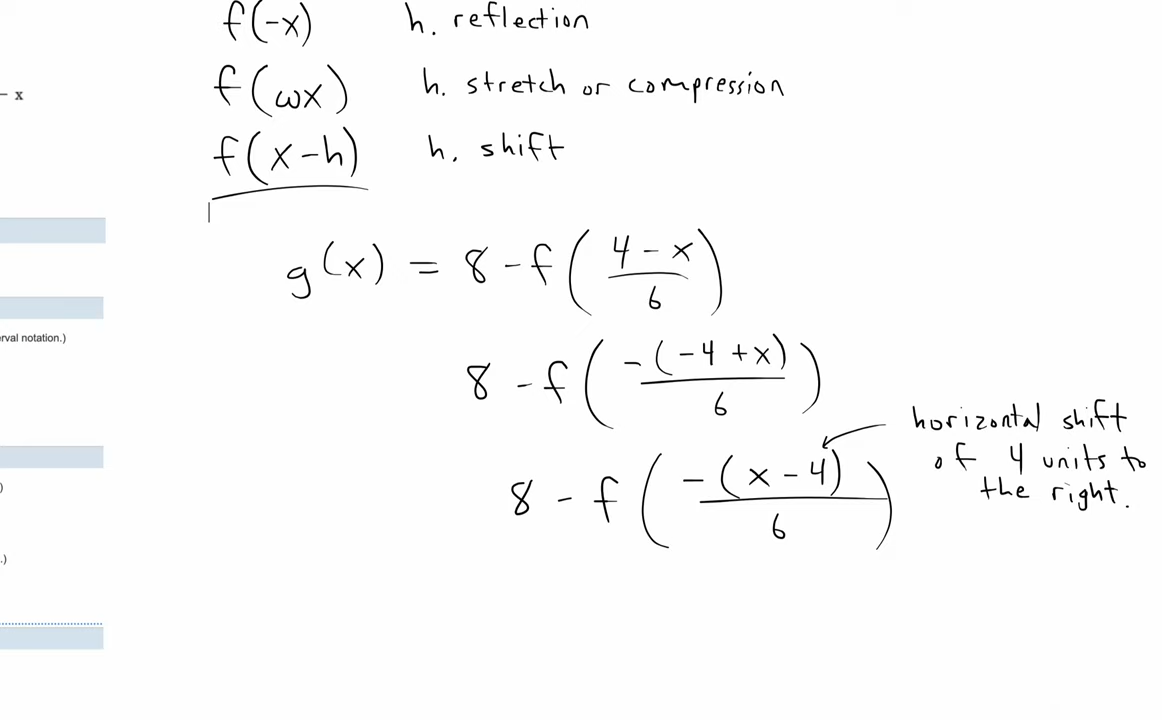 f(-x) h. reflection
– x
f(ωx) h. stretch or compression
f(x-h) h. shift
g(x) = 8 - f((4 - x)/6)
rval notation.)
8 - f(-(-4 + x)/6)
horizontal shift
of 4 units to
the right.
8 - f(-(x - 4)/6)
)
.)